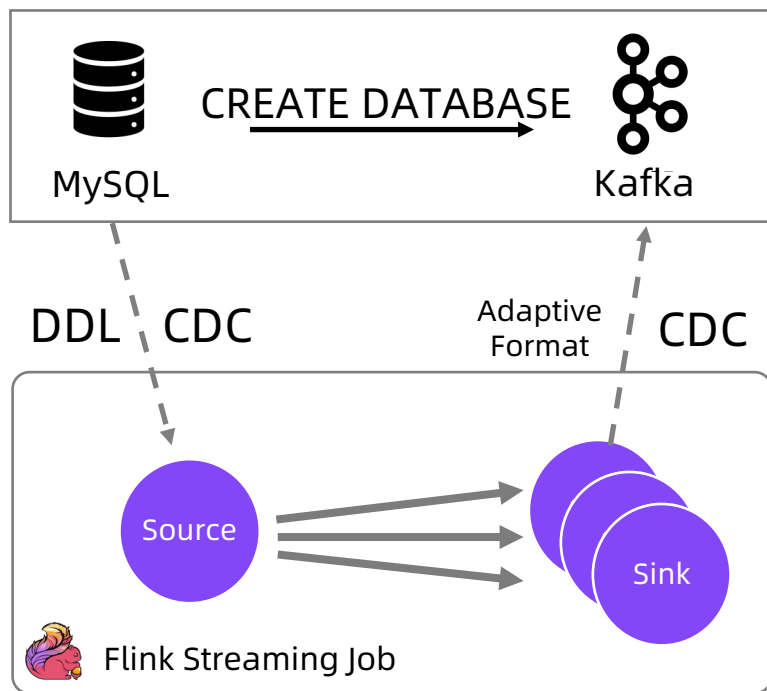 CREATE DATABASE
MySQL
Kafka
DDL
CDC
Adaptive
Format
CDC
Source
Sink
Flink Streaming Job